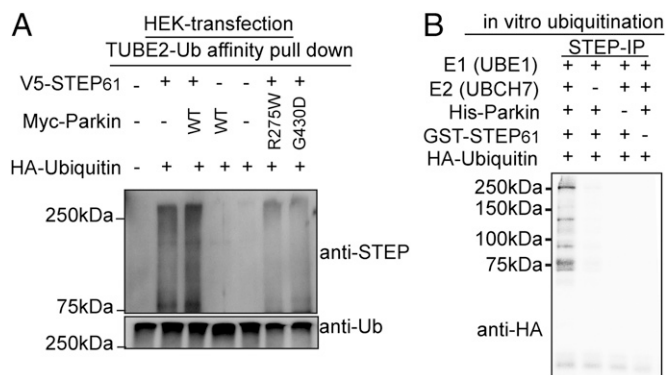 A
HEK-transfection
TUBE2-Ub affinity pull down
V5-STEP61 - + + - - + +
Myc-Parkin - - WT WT - R275W G430D
HA-Ubiquitin - + + + + + +
250kDa
75kDa
anti-STEP
250kDa
anti-Ub
B
in vitro ubiquitination
STEP-IP
E1 (UBE1) + + + +
E2 (UBCH7) + - + +
His-Parkin + + - +
GST-STEP61 + + + -
HA-Ubiquitin + + + +
250kDa
150kDa
100kDa
75kDa
anti-HA